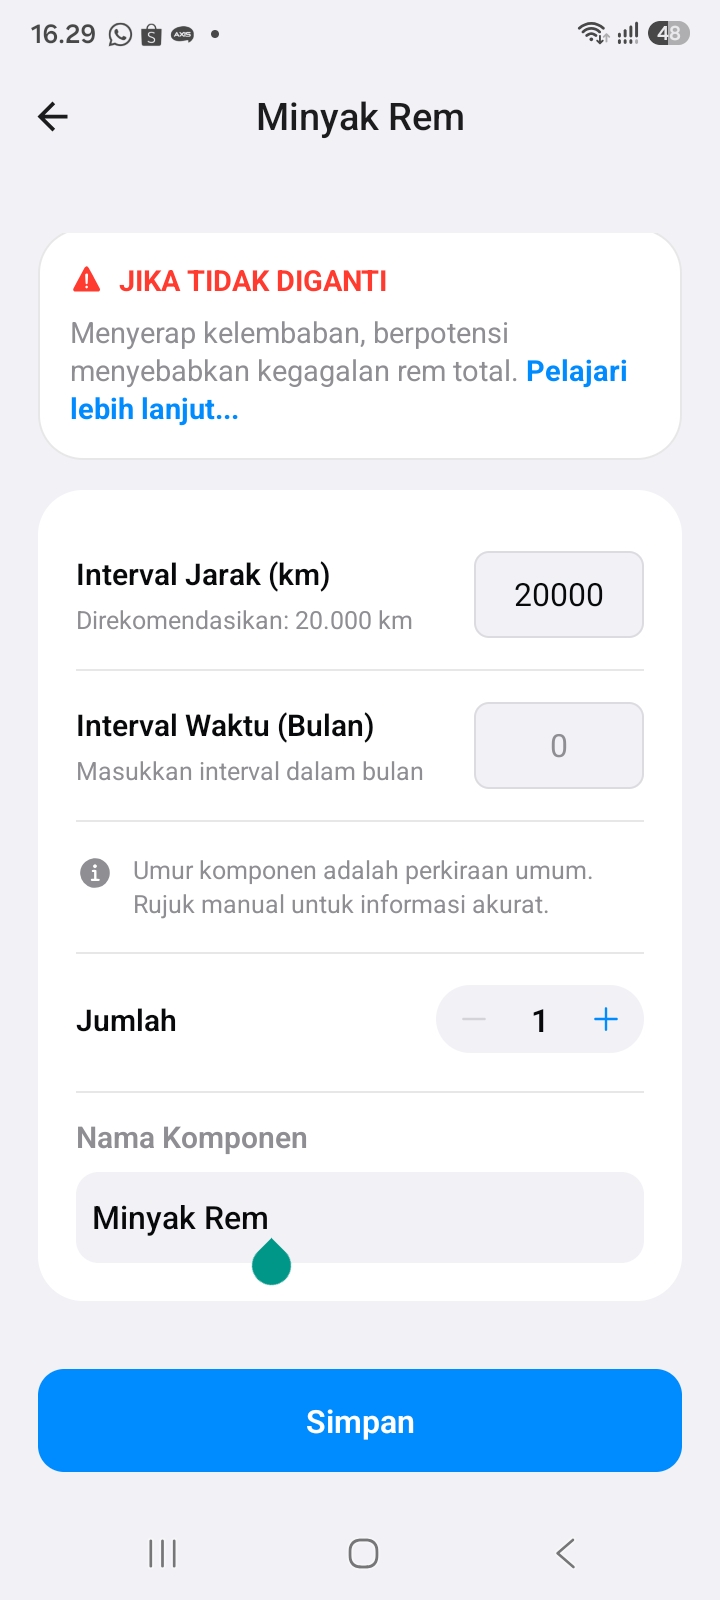 16.29
S
AXIS
48
Minyak Rem
JIKA TIDAK DIGANTI
Menyerap kelembaban, berpotensi
menyebabkan kegagalan rem total. Pelajari
lebih lanjut...
Interval Jarak (km)
20000
Direkomendasikan: 20.000 km
Interval Waktu (Bulan)
0
Masukkan interval dalam bulan
Umur komponen adalah perkiraan umum.
Rujuk manual untuk informasi akurat.
Jumlah
1
Nama Komponen
Minyak Rem
Simpan